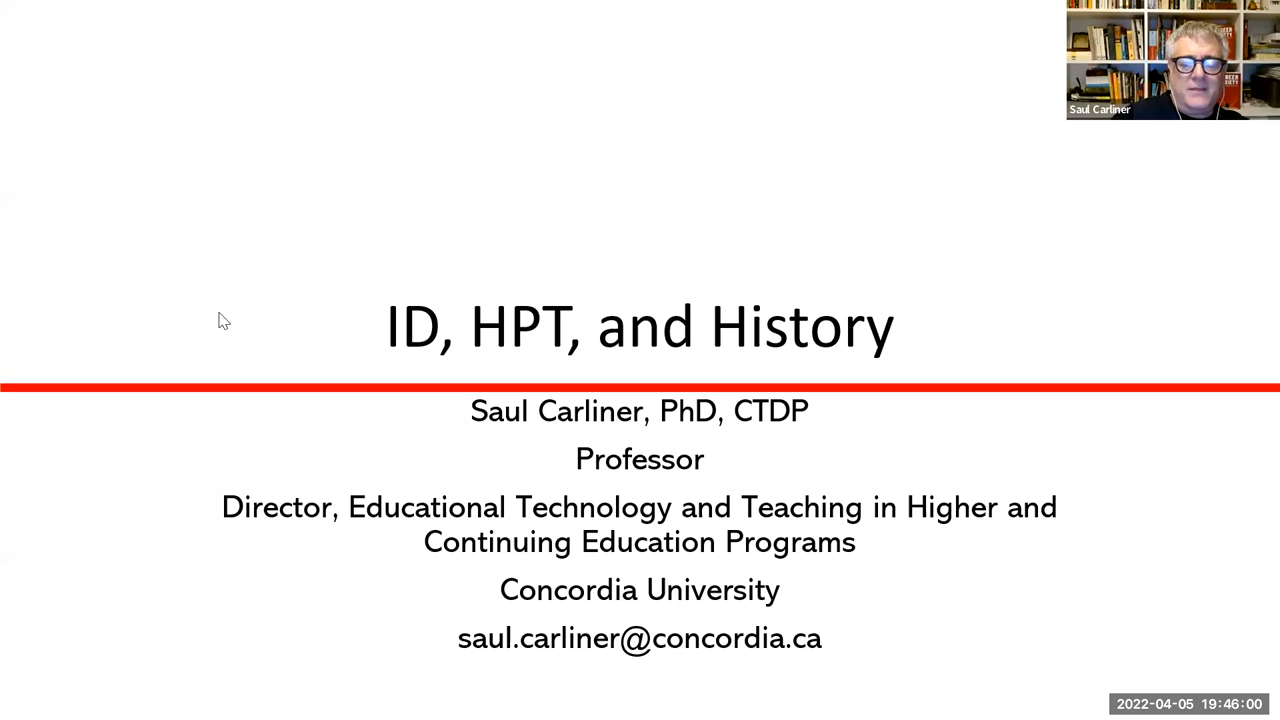 Saul Carliner
ID, HPT, and History
Saul Carliner, PhD, CTDP
Professor
Director, Educational Technology and Teaching in Higher and
Continuing Education Programs
Concordia University
saul.carliner@concordia.ca
2022-04-05 19:46:00